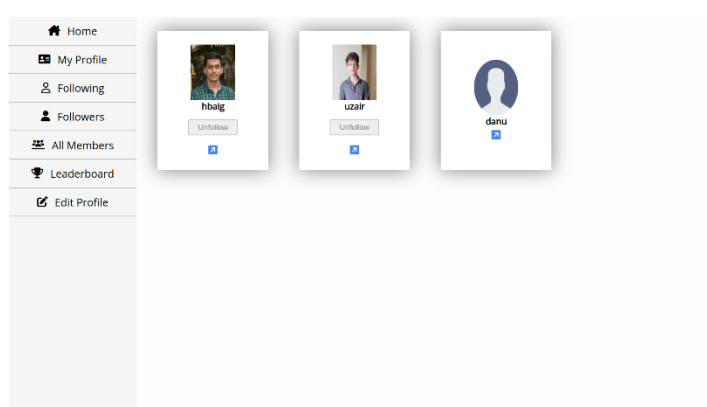 Home
My Profile
Following
Followers
All Members
Leaderboard
Edit Profile
hbaig
Unfollow
uzair
Unfollow
danu